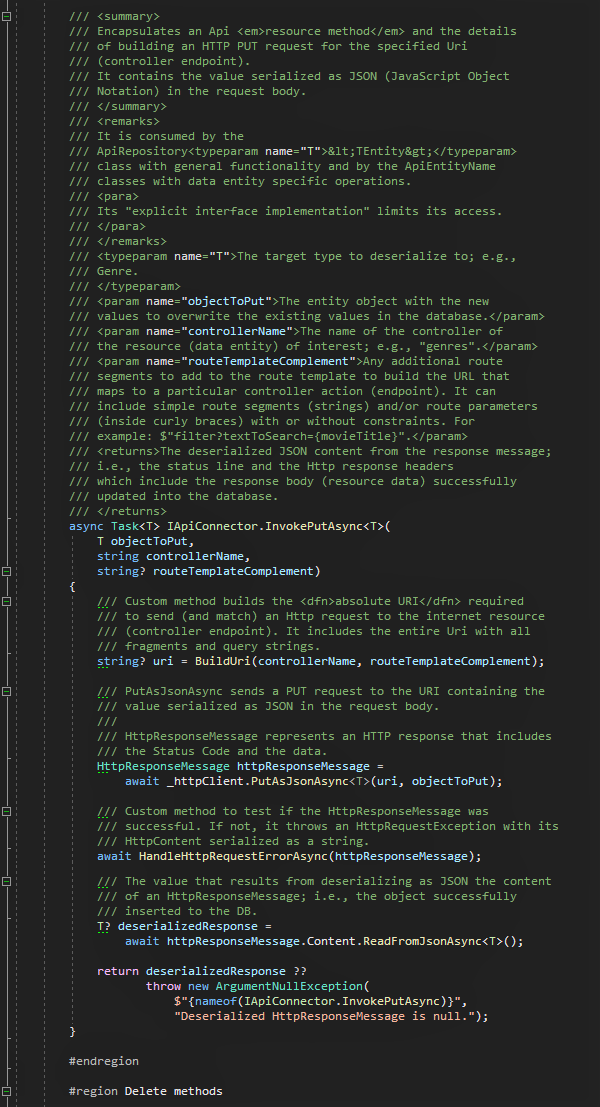 /// <summary>
/// Encapsulates an Api <em>resource method</em> and the details
/// of building an HTTP PUT request for the specified Uri
/// (controller endpoint).
/// It contains the value serialized as JSON (JavaScript Object
/// Notation) in the request body.
/// </summary>
/// <remarks>
/// It is consumed by the
/// ApiRepository<typeparam name="T">&lt;TEntity&gt;</typeparam>
/// class with general functionality and by the ApiEntityName
/// classes with data entity specific operations.
/// <para>
/// Its "explicit interface implementation" limits its access.
/// </para>
/// </remarks>
/// <typeparam name="T">The target type to deserialize to; e.g.,
/// Genre.
/// </typeparam>
/// <param name="objectToPut">The entity object with the new
/// values to overwrite the existing values in the database.</param>
/// <param name="controllerName">The name of the controller of
/// the resource (data entity) of interest; e.g., "genres".</param>
/// <param name="routeTemplateComplement">Any additional route
/// segments to add to the route template to build the URL that
/// maps to a particular controller action (endpoint). It can
/// include simple route segments (strings) and/or route parameters
/// (inside curly braces) with or without constraints. For
/// example: $"filter?textToSearch={movieTitle}".</param>
/// <returns>The deserialized JSON content from the response message;
/// i.e., the status line and the Http response headers
/// which include the response body (resource data) successfully
/// updated into the database.
/// </returns>
async Task<T> IApiConnector.InvokePutAsync<T>(
T objectToPut,
string controllerName,
string? routeTemplateComplement)
{
/// Custom method builds the <dfn>absolute URI</dfn> required
/// to send (and match) an Http request to the internet resource
/// (controller endpoint). It includes the entire Uri with all
/// fragments and query strings.
string? uri = BuildUri(controllerName, routeTemplateComplement);
/// PutAsJsonAsync sends a PUT request to the URI containing the
/// value serialized as JSON in the request body.
///
/// HttpResponseMessage represents an HTTP response that includes
/// the Status Code and the data.
HttpResponseMessage httpResponseMessage =
await _httpClient.PutAsJsonAsync<T>(uri, objectToPut);
/// Custom method to test if the HttpResponseMessage was
/// successful. If not, it throws an HttpRequestException with its
/// HttpContent serialized as a string.
await HandleHttpRequestErrorAsync(httpResponseMessage);
/// The value that results from deserializing as JSON the content
/// of an HttpResponseMessage; i.e., the object successfully
/// inserted to the DB.
T? deserializedResponse =
await httpResponseMessage.Content.ReadFromJsonAsync<T>();
return deserializedResponse ??
throw new ArgumentNullException(
$"{nameof(IApiConnector.InvokePutAsync)}",
"Deserialized HttpResponseMessage is null.");
}
#endregion
#region Delete methods